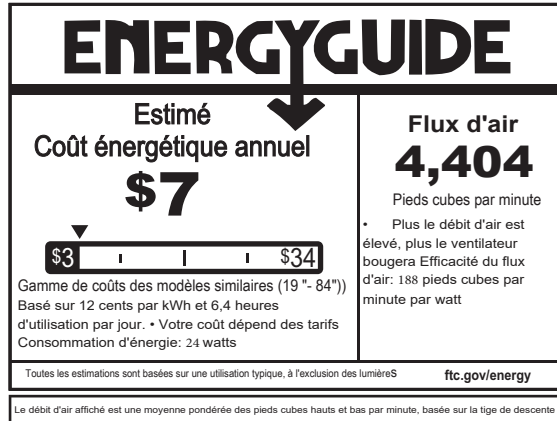 ENERGYGUIDE
Estimé
Coût énergétique annuel
$7
$3 $34
Gamme de coûts des modèles similaires (19 "- 84"))
Basé sur 12 cents par kWh et 6,4 heures
d'utilisation par jour. • Votre coût dépend des tarifs
Consommation d'énergie: 24 watts
Flux d'air
4,404
Pieds cubes par minute
• Plus le débit d'air est
élevé, plus le ventilateur
bougera Efficacité du flux
d'air: 188 pieds cubes par
minute par watt
Toutes les estimations sont basées sur une utilisation typique, à l'exclusion des lumièreS
ftc.gov/energy
Le débit d'air affiché est une moyenne pondérée des pieds cubes hauts et bas par minute, basée sur la tige de descente